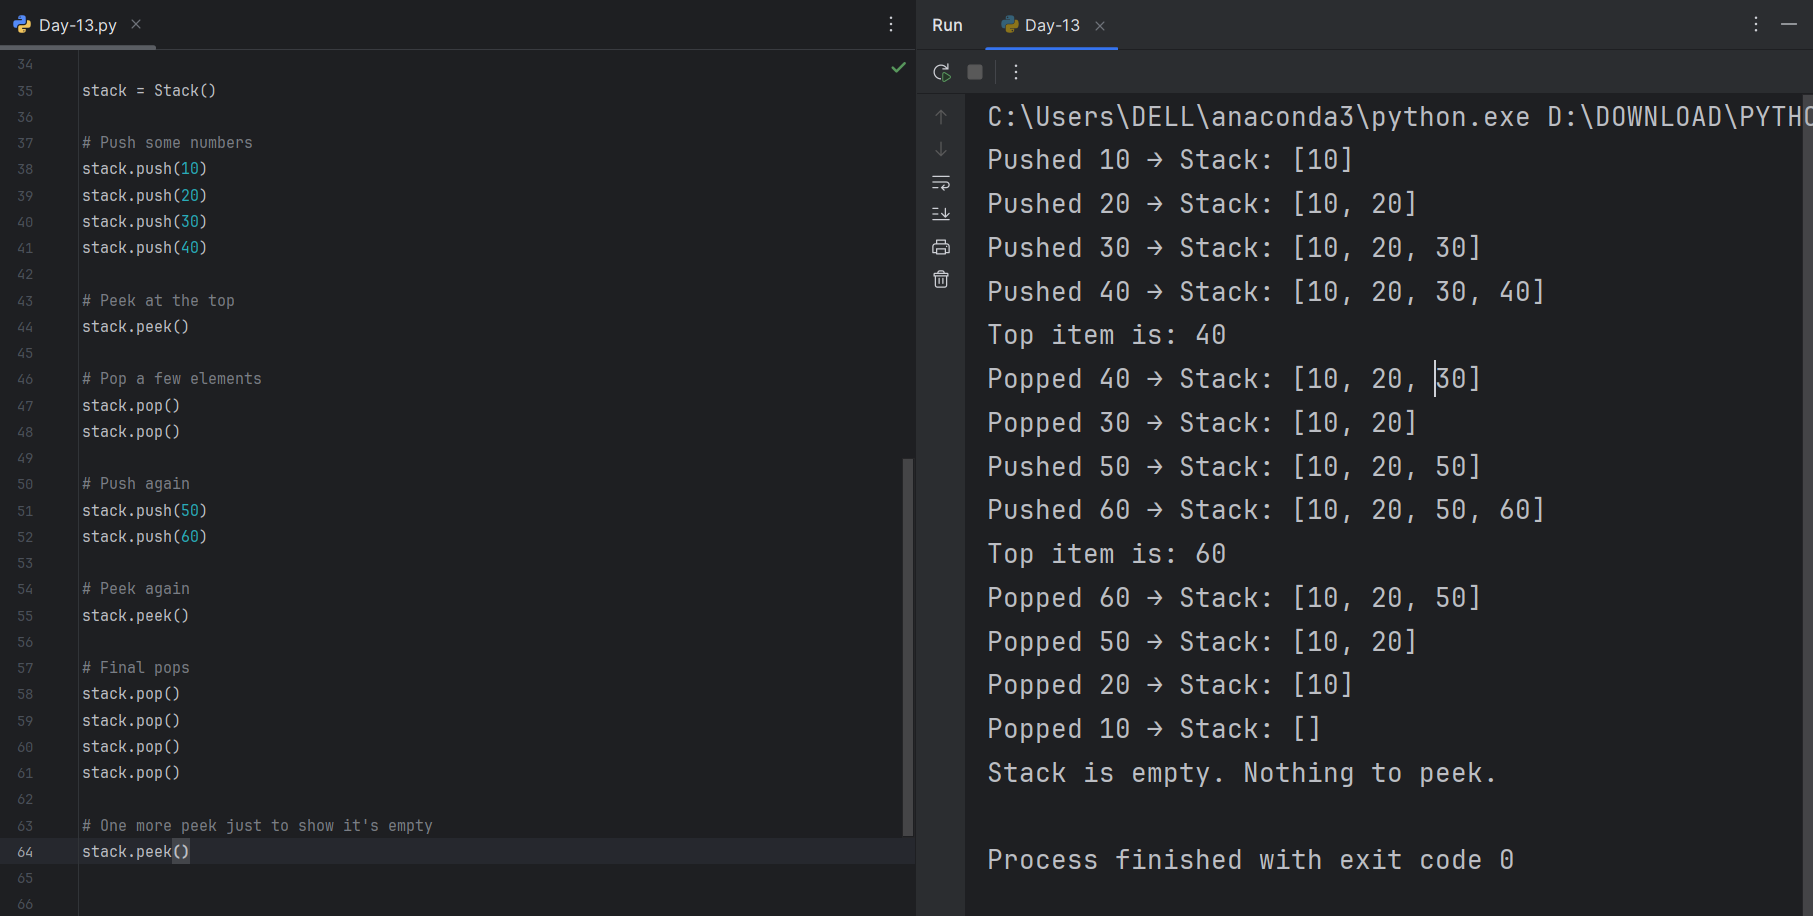 Day-13.py
34
35 stack = Stack()
36
37 # Push some numbers
38 stack.push(10)
39 stack.push(20)
40 stack.push(30)
41 stack.push(40)
42
43 # Peek at the top
44 stack.peek()
45
46 # Pop a few elements
47 stack.pop()
48 stack.pop()
49
50 # Push again
51 stack.push(50)
52 stack.push(60)
53
54 # Peek again
55 stack.peek()
56
57 # Final pops
58 stack.pop()
59 stack.pop()
60 stack.pop()
61 stack.pop()
62
63 # One more peek just to show it's empty
64 stack.peek()
65
66
Run Day-13
C:\Users\DELL\anaconda3\python.exe D:\DOWNLOAD\PYTHO
Pushed 10 → Stack: [10]
Pushed 20 → Stack: [10, 20]
Pushed 30 → Stack: [10, 20, 30]
Pushed 40 → Stack: [10, 20, 30, 40]
Top item is: 40
Popped 40 → Stack: [10, 20, 30]
Popped 30 → Stack: [10, 20]
Pushed 50 → Stack: [10, 20, 50]
Pushed 60 → Stack: [10, 20, 50, 60]
Top item is: 60
Popped 60 → Stack: [10, 20, 50]
Popped 50 → Stack: [10, 20]
Popped 20 → Stack: [10]
Popped 10 → Stack: []
Stack is empty. Nothing to peek.
Process finished with exit code 0